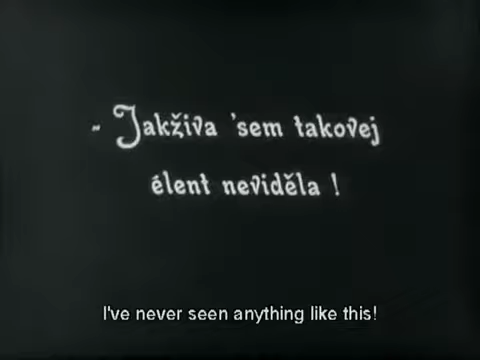 - Jakživa 'sem takovej
élent neviděla !
I've never seen anything like this!